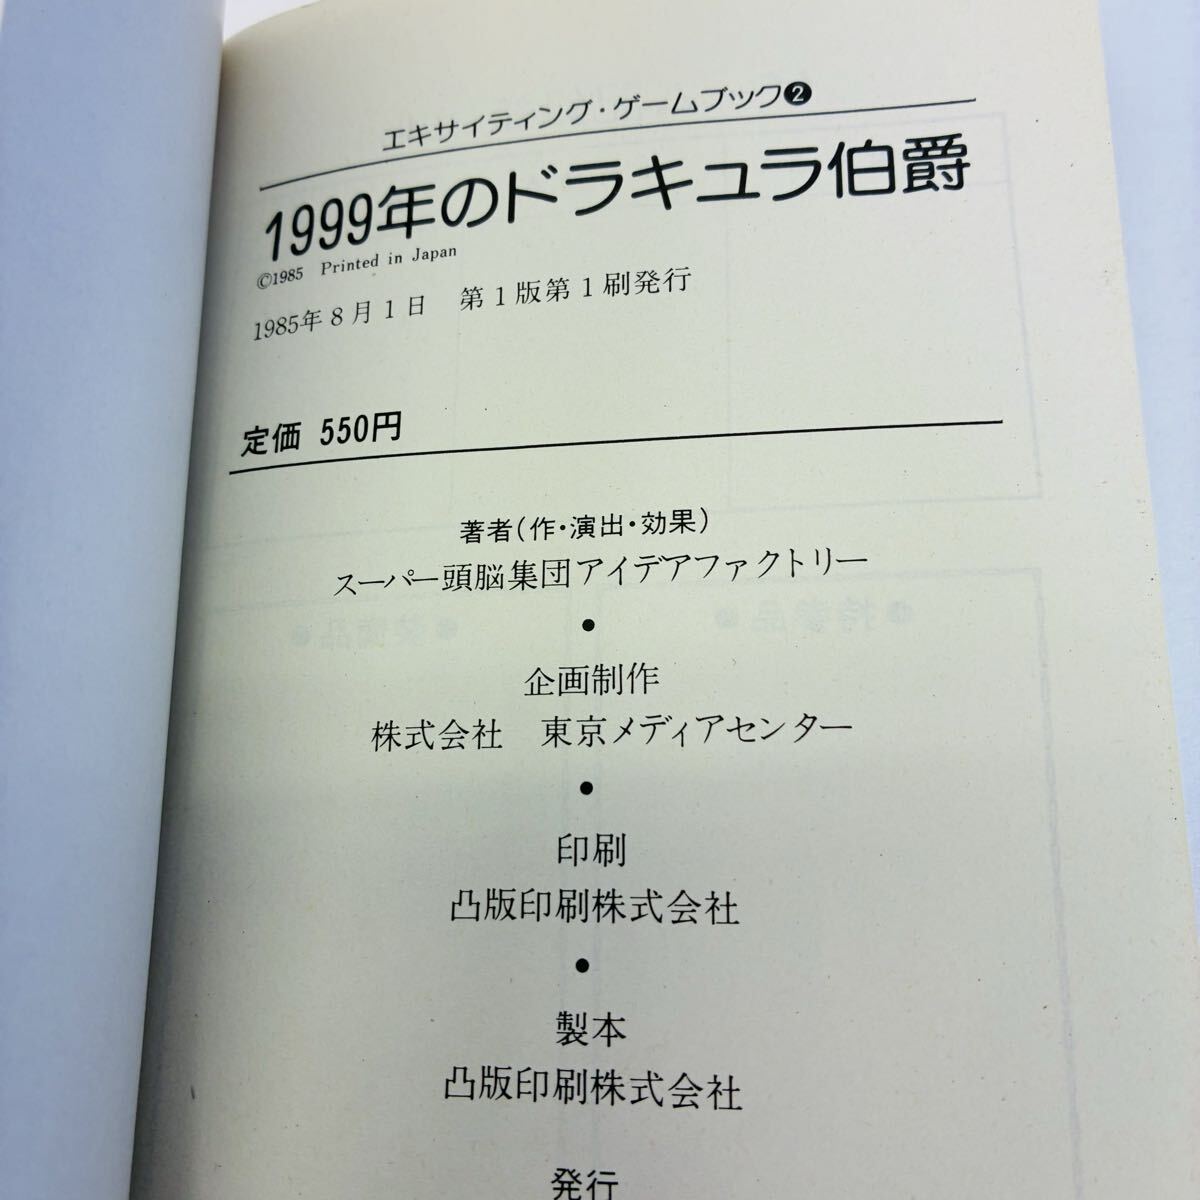 エキサイティング・ゲームブック❷
1999年のドラキュラ伯爵
©1985 Printed in Japan
1985年8月1日 第1版第1刷発行
定価 550円
著者(作・演出・効果)
スーパー頭脳集団アイデアファクトリー
●
企画制作
株式会社 東京メディアセンター
●
印刷
凸版印刷株式会社
●
製本
凸版印刷株式会社
発行